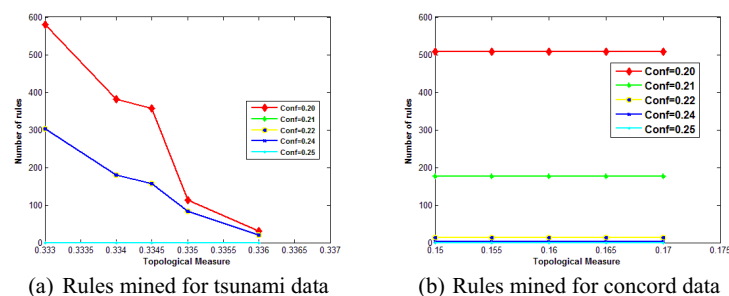 600
500
400
300
200
100
0
Number of rules
0.333 0.3335 0.334 0.3345 0.335 0.3355 0.336 0.3365 0.337
Topological Measure
Conf=0.20
Conf=0.21
Conf=0.22
Conf=0.24
Conf=0.25
(a) Rules mined for tsunami data
600
500
400
300
200
100
0
Number of rules
0.15 0.155 0.16 0.165 0.17 0.175
Topological Measure
Conf=0.20
Conf=0.21
Conf=0.22
Conf=0.24
Conf=0.25
(b) Rules mined for concord data